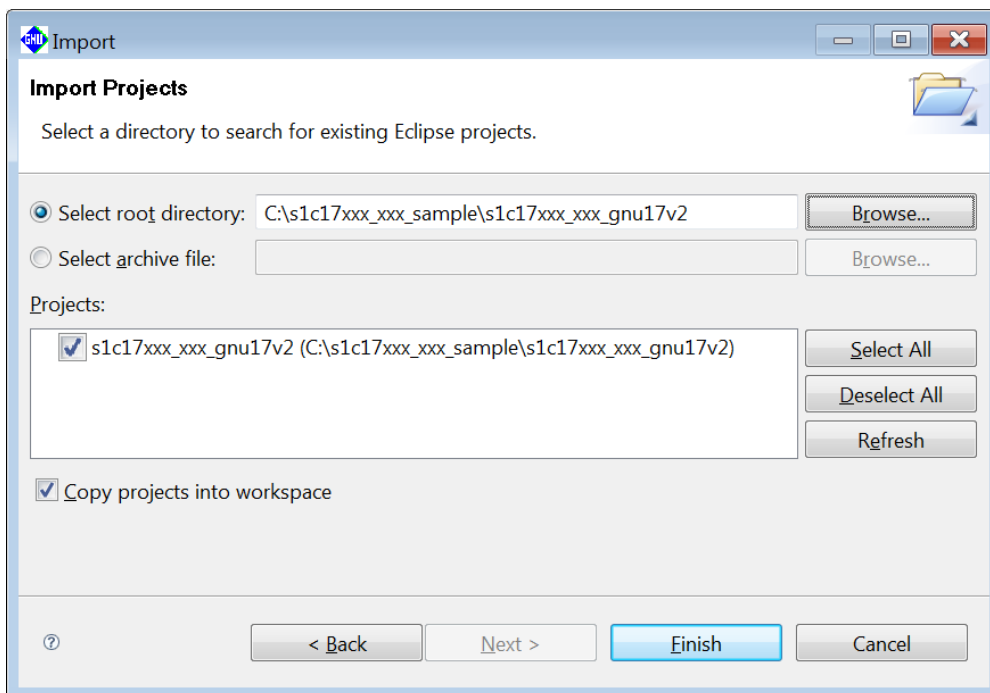 GNU Import
Import Projects
Select a directory to search for existing Eclipse projects.
Select root directory: C:\s1c17xxx_xxx_sample\s1c17xxx_xxx_gnu17v2 Browse...
Select archive file: Browse...
Projects:
s1c17xxx_xxx_gnu17v2 (C:\s1c17xxx_xxx_sample\s1c17xxx_xxx_gnu17v2) Select All
Deselect All
Refresh
Copy projects into workspace
? < Back Next > Finish Cancel